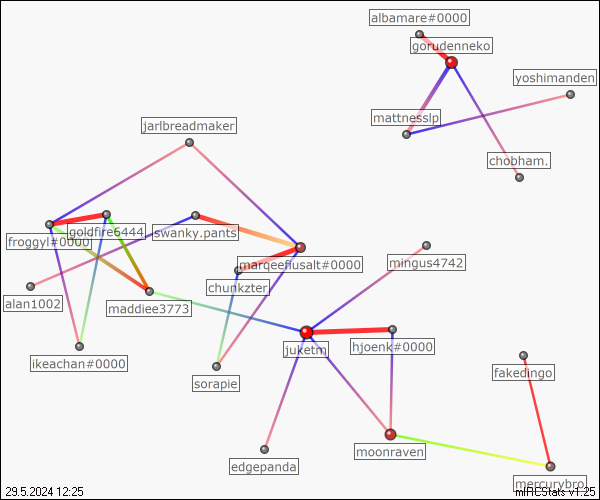 albamare#0000
gorudenneko
yoshimanden
mattnesslp
jarlbreadmaker
chobham.
goldfire6444
swanky.pants
froggyl#0000
marqeeflusalt#0000
mingus4742
chunkzter
alan1002
maddiee3773
juketm
hjoenk#0000
ikeachan#0000
sorapie
fakedingo
moonraven
edgepanda
mercurybro
29.5.2024 12:25
mIRCStats v1.25